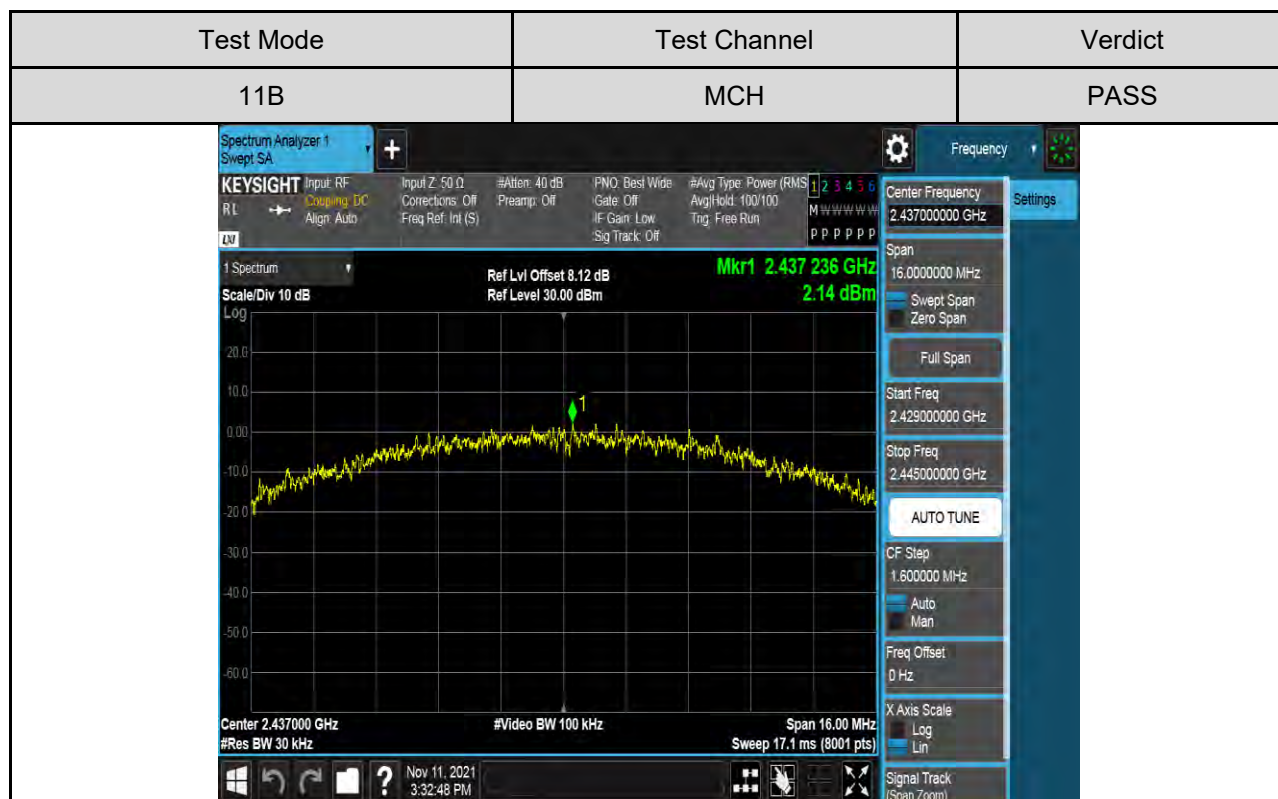 Test Mode Test Channel Verdict
11B MCH PASS
Spectrum Analyzer 1
Swept SA
+
Frequency
KEYSIGHT Input: RF Input Z: 50 Ω #Atten: 40 dB PNO: Best Wide #Avg Type: Power (RMS 1 2 3 4 5 6
RL Coupling: DC Corrections: Off Preamp: Off Gate: Off Avg|Hold: 100/100 M W W W W W
Align: Auto Freq Ref: Int (S) IF Gain: Low Trig: Free Run
LXI Sig Track: Off P P P P P P
Center Frequency
2.437000000 GHz
Settings
Span
16.0000000 MHz
Swept Span
Zero Span
Full Span
Start Freq
2.429000000 GHz
Stop Freq
2.445000000 GHz
AUTO TUNE
CF Step
1.600000 MHz
Auto
Man
Freq Offset
0 Hz
X Axis Scale
Log
Lin
Signal Track
(Span Zoom)
1 Spectrum Ref Lvl Offset 8.12 dB Mkr1 2.437 236 GHz
Scale/Div 10 dB Ref Level 30.00 dBm 2.14 dBm
Log
20.0
10.0
1
0.00
-10.0
-20.0
-30.0
-40.0
-50.0
-60.0
Center 2.437000 GHz #Video BW 100 kHz Span 16.00 MHz
#Res BW 30 kHz Sweep 17.1 ms (8001 pts)
? Nov 11, 2021
3:32:48 PM